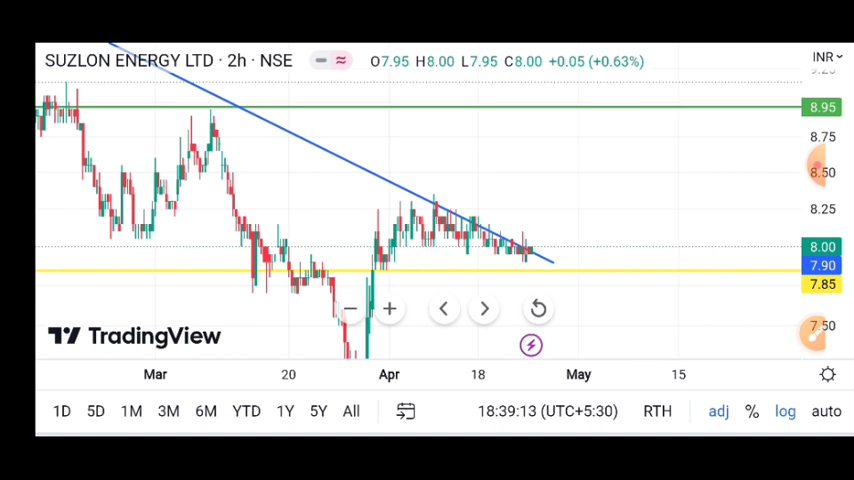 SUZLON ENERGY LTD · 2h · NSE O7.95 H8.00 L7.95 C8.00 +0.05 (+0.63%) INR
9.25
8.95
8.75
8.50
8.25
8.00
7.90
7.85
7.50
TradingView
Mar 20 Apr 18 May 15
1D 5D 1M 3M 6M YTD 1Y 5Y All 18:39:13 (UTC+5:30) RTH adj % log auto